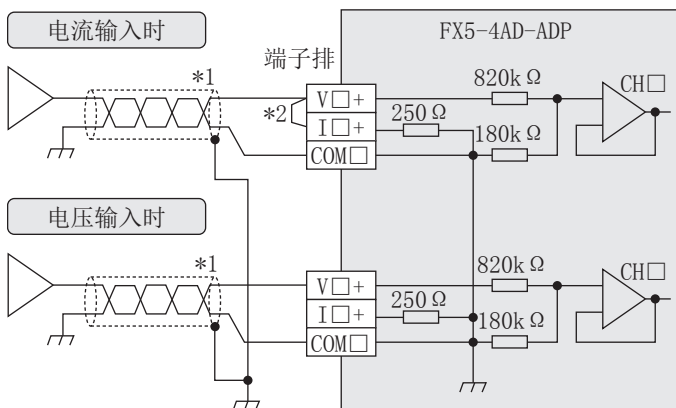 电流输入时
FX5-4AD-ADP
端子排
*1
*2
V□+
I□+
COM□
820kΩ
250Ω
180kΩ
CH□
电压输入时
*1
V□+
I□+
COM□
820kΩ
250Ω
180kΩ
CH□